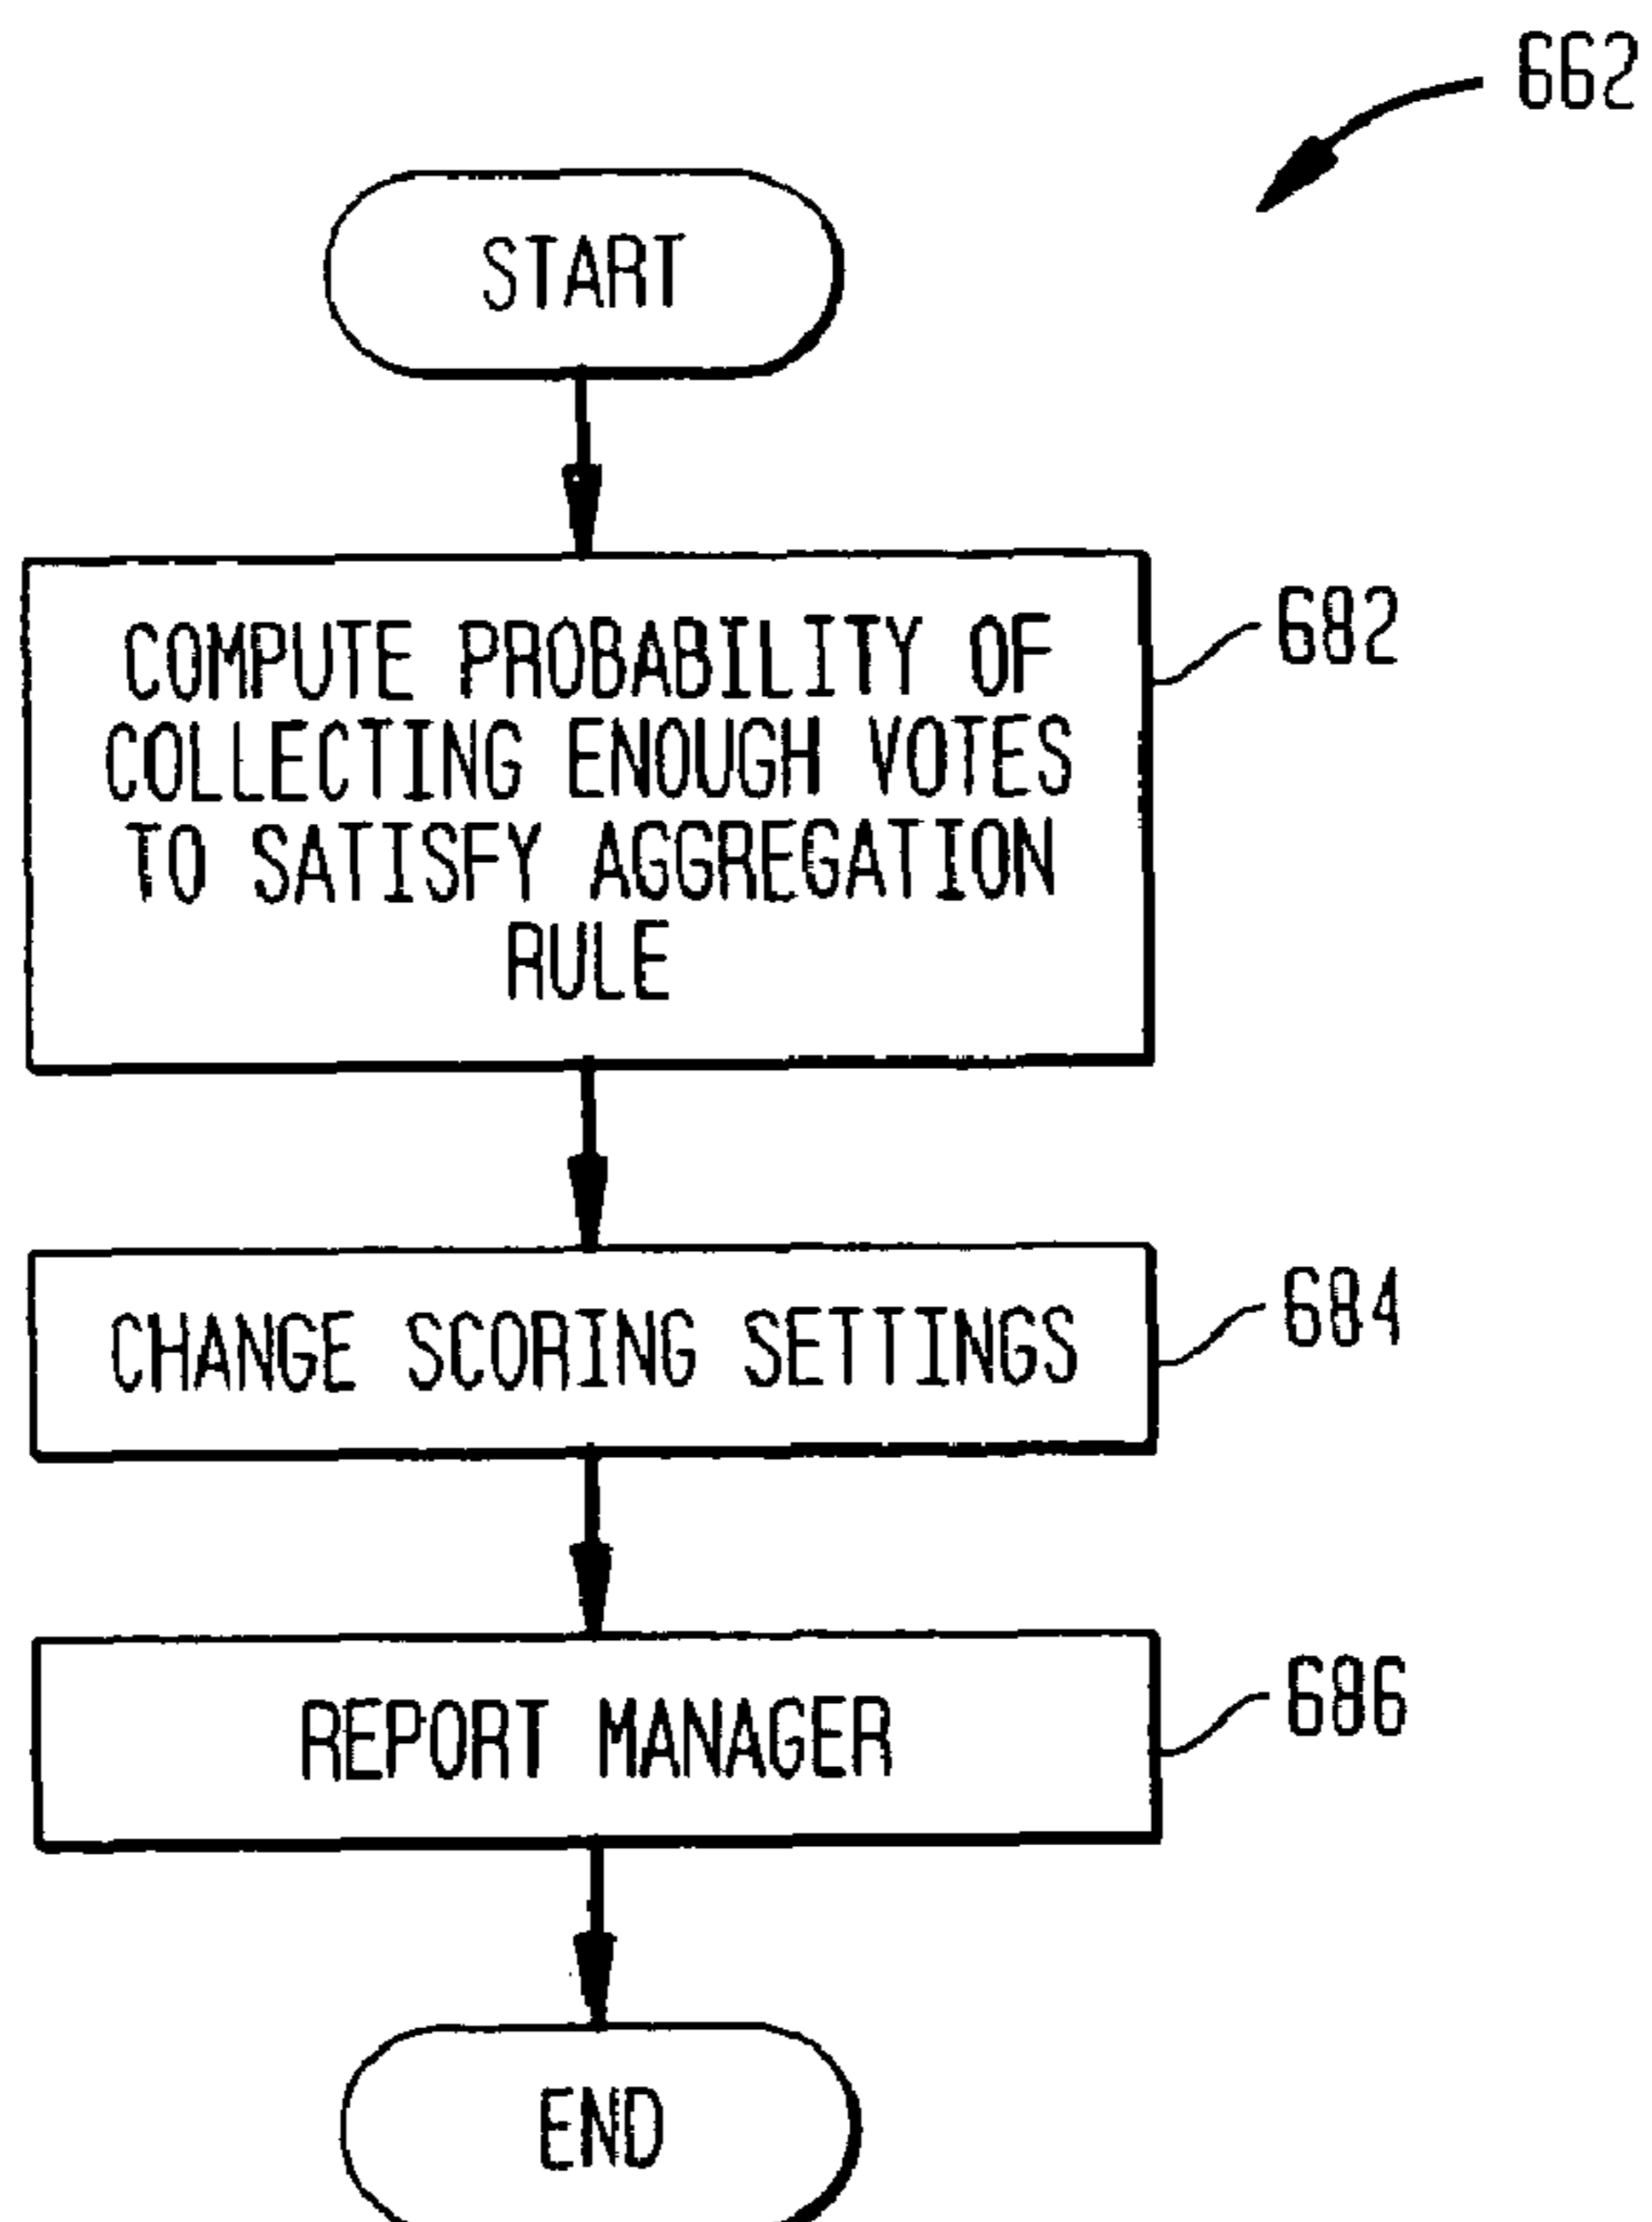 662
START
COMPUTE PROBABILITY OF
COLLECTING ENOUGH VOTES
TO SATISFY AGGREGATION
RULE
682
CHANGE SCORING SETTINGS
684
REPORT MANAGER
686
END